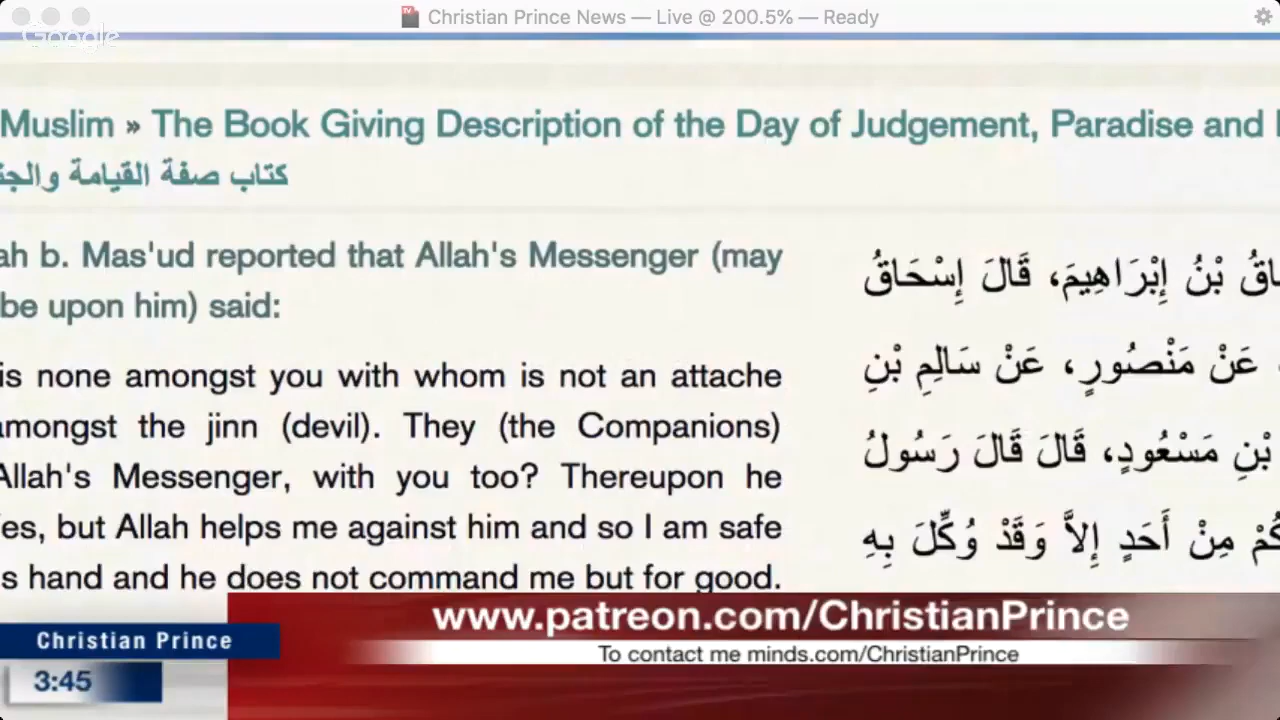 Christian Prince News — Live @ 200.5% — Ready
Google
Muslim » The Book Giving Description of the Day of Judgement, Paradise and
كتاب صفة القيامة والجن
ah b. Mas'ud reported that Allah's Messenger (may
be upon him) said:
is none amongst you with whom is not an attache
amongst the jinn (devil). They (the Companions)
Allah's Messenger, with you too? Thereupon he
es, but Allah helps me against him and so I am safe
s hand and he does not command me but for good.
اقُ بْنُ إِبْرَاهِيمَ، قَالَ إِسْحَاقُ
عَنْ مَنْصُورٍ، عَنْ سَالِمِ بْنِ
بْنِ مَسْعُودٍ، قَالَ قَالَ رَسُولُ
كُمْ مِنْ أَحَدٍ إِلاَّ وَقَدْ وُكِّلَ بِهِ
www.patreon.com/ChristianPrince
Christian Prince
To contact me minds.com/ChristianPrince
3:45